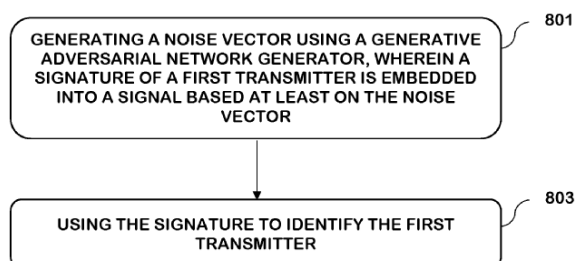 801
GENERATING A NOISE VECTOR USING A GENERATIVE
ADVERSARIAL NETWORK GENERATOR, WHEREIN A
SIGNATURE OF A FIRST TRANSMITTER IS EMBEDDED
INTO A SIGNAL BASED AT LEAST ON THE NOISE
VECTOR
803
USING THE SIGNATURE TO IDENTIFY THE FIRST
TRANSMITTER